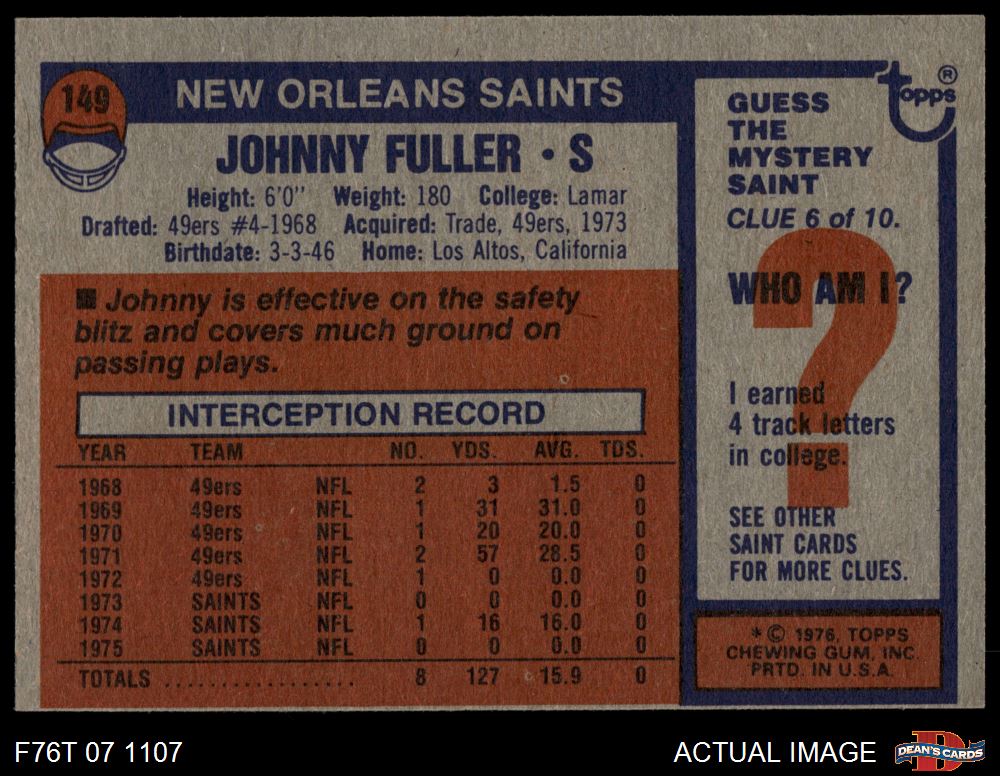 149
NEW ORLEANS SAINTS
JOHNNY FULLER • S
Height: 6'0" Weight: 180 College: Lamar
Drafted: 49ers #4-1968 Acquired: Trade, 49ers, 1973
Birthdate: 3-3-46 Home: Los Altos, California
■ Johnny is effective on the safety
blitz and covers much ground on
passing plays.
INTERCEPTION RECORD
YEAR TEAM NO. YDS. AVG. TDS.
1968 49ers NFL 2 3 1.5 0
1969 49ers NFL 1 31 31.0 0
1970 49ers NFL 1 20 20.0 0
1971 49ers NFL 2 57 28.5 0
1972 49ers NFL 1 0 0.0 0
1973 SAINTS NFL 0 0 0.0 0
1974 SAINTS NFL 1 16 16.0 0
1975 SAINTS NFL 0 0 0.0 0
TOTALS .................. 8 127 15.9 0
topps ®
GUESS
THE
MYSTERY
SAINT
CLUE 6 of 10.
?
WHO AM I?
I earned
4 track letters
in college.
SEE OTHER
SAINT CARDS
FOR MORE CLUES.
* © 1976, TOPPS
CHEWING GUM, INC.
PRTD. IN U.S.A.
F76T 07 1107
ACTUAL IMAGE
D
DEAN'S CARDS